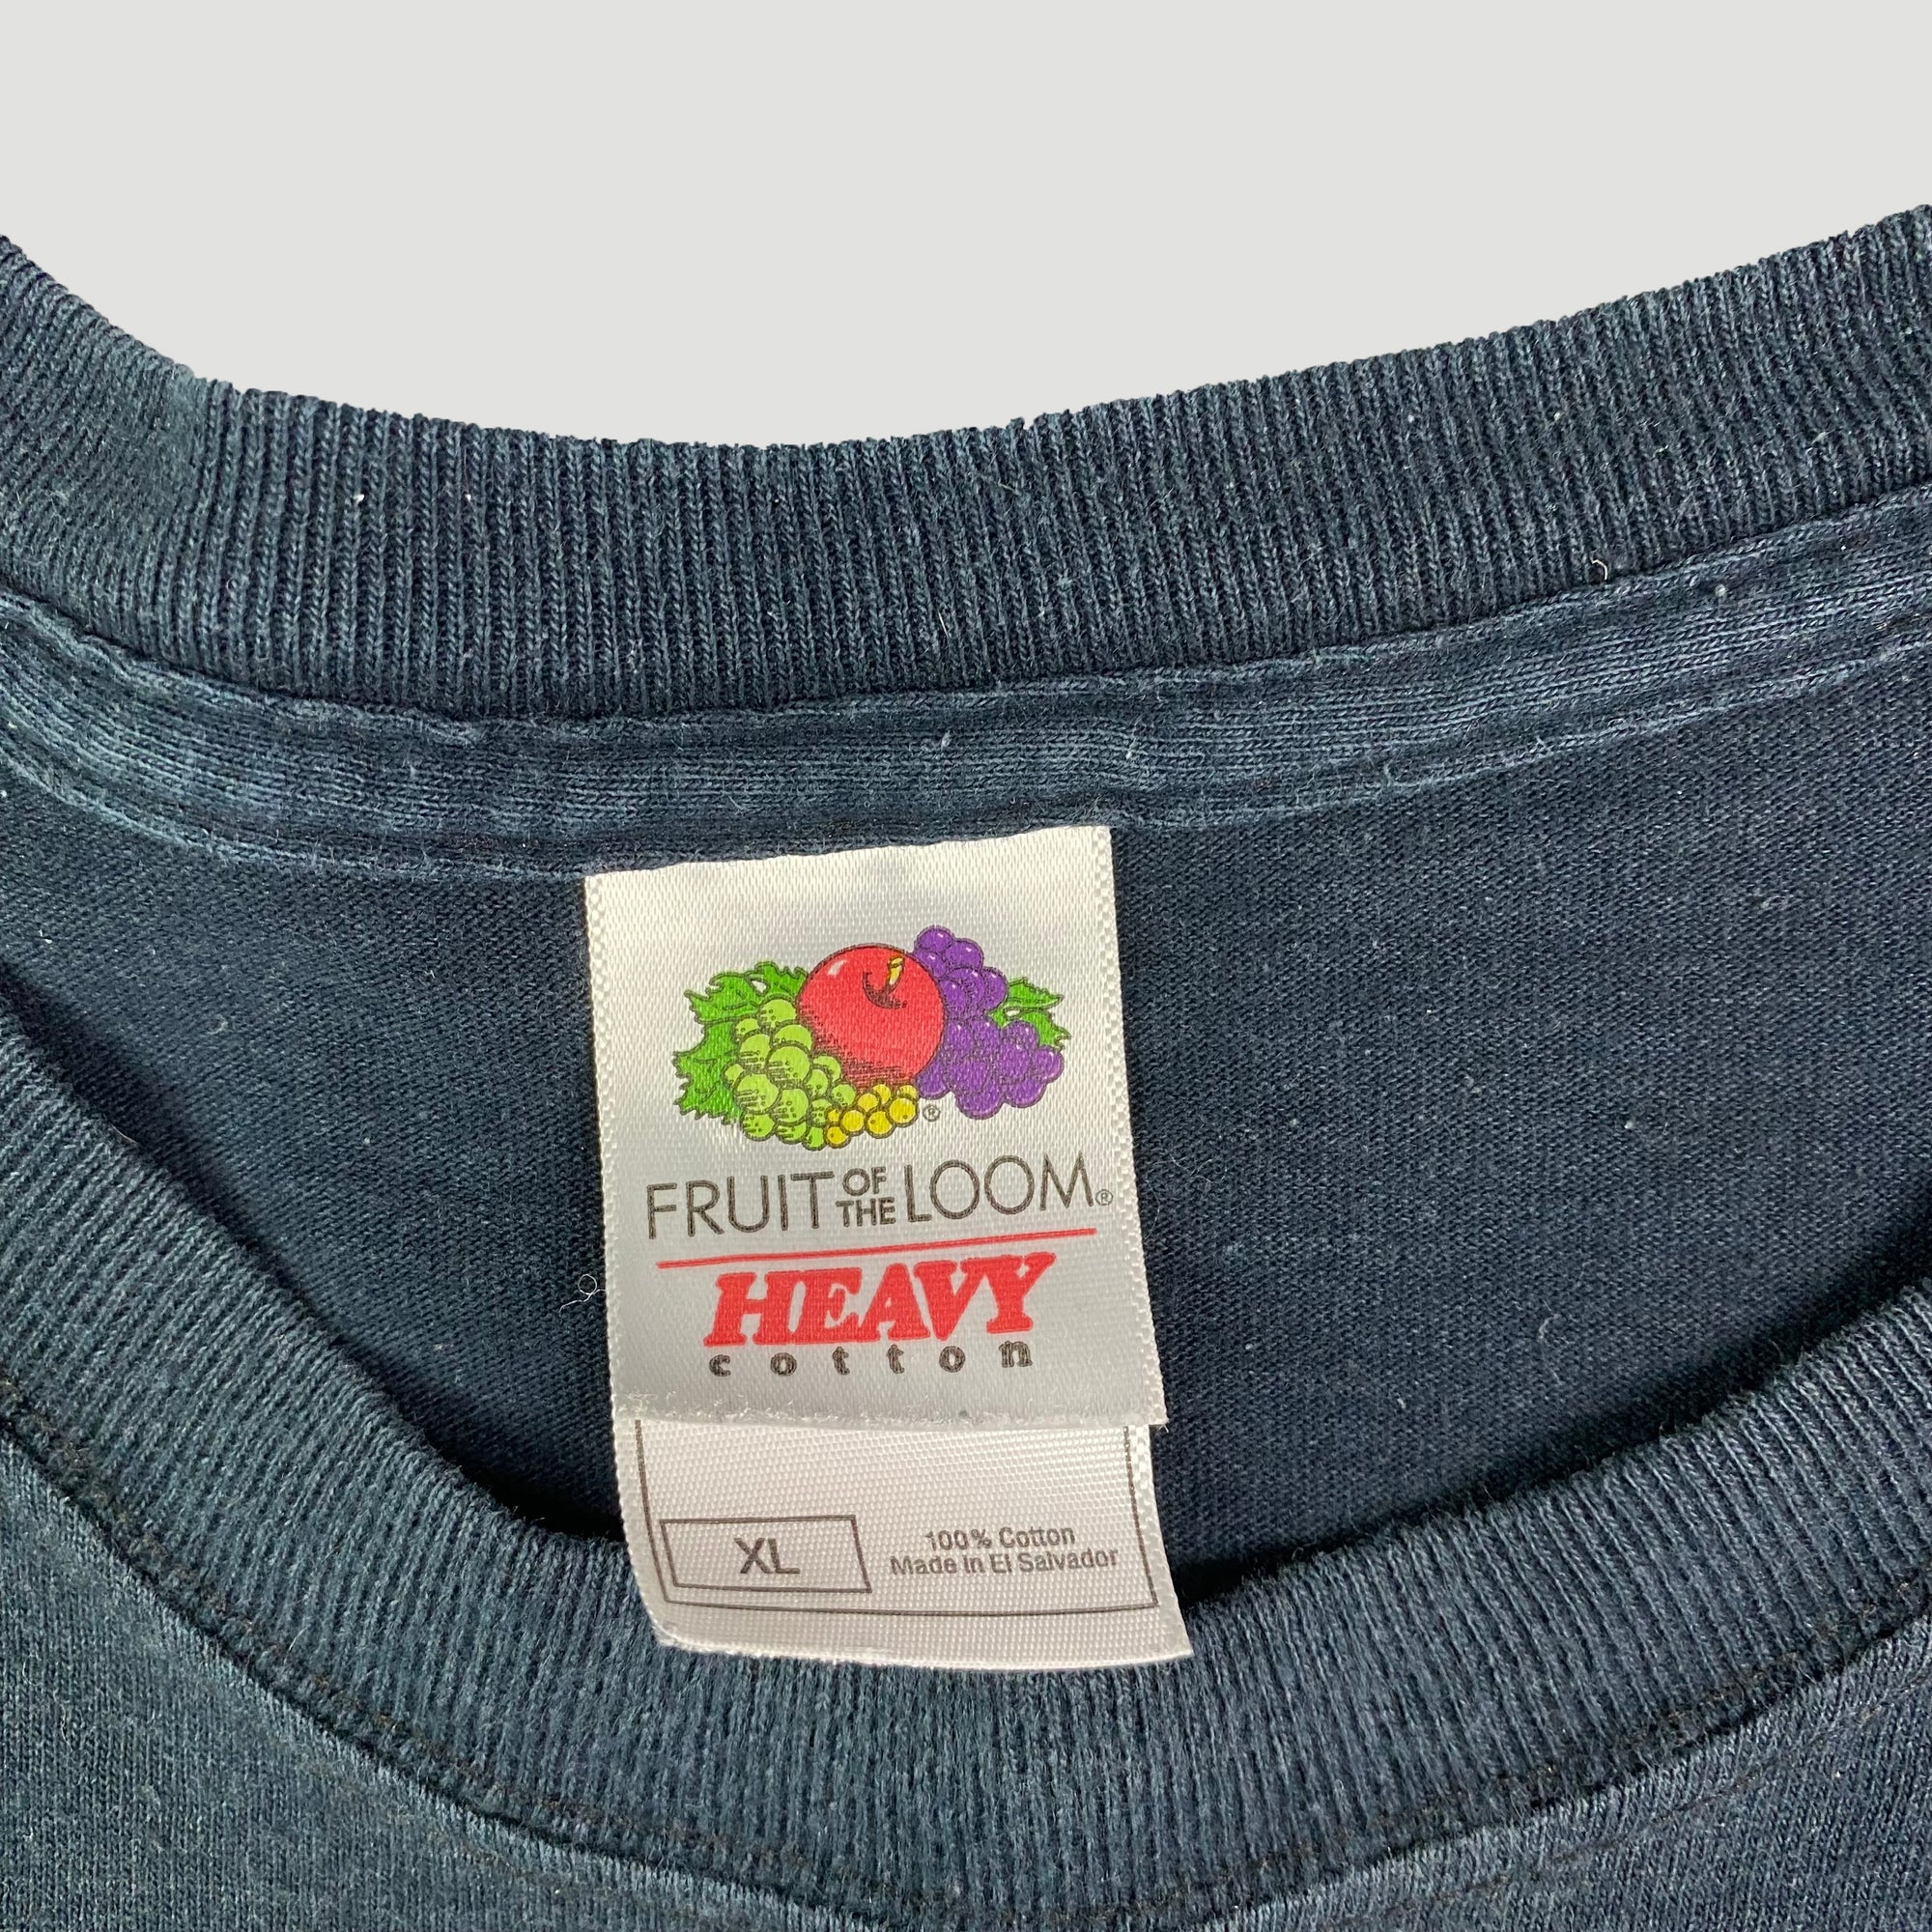 ®
FRUIT OF THE LOOM®
HEAVY
cotton
XL
100% Cotton
Made in El Salvador